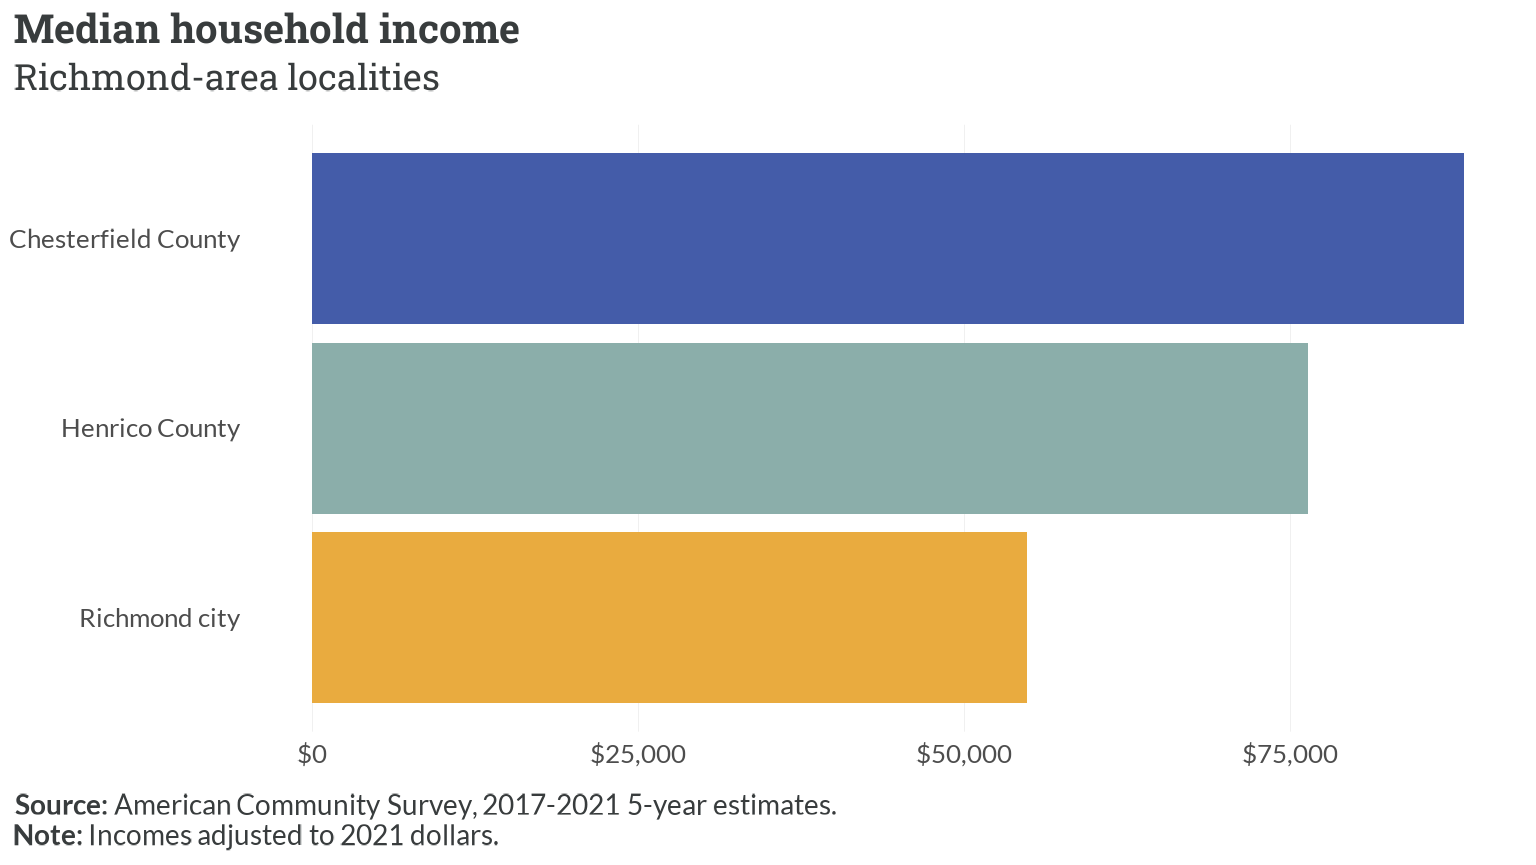 Median household income
Richmond-area localities
Chesterfield County
Henrico County
Richmond city
$0
$25,000
$50,000
$75,000
Source: American Community Survey, 2017-2021 5-year estimates.
Note: Incomes adjusted to 2021 dollars.